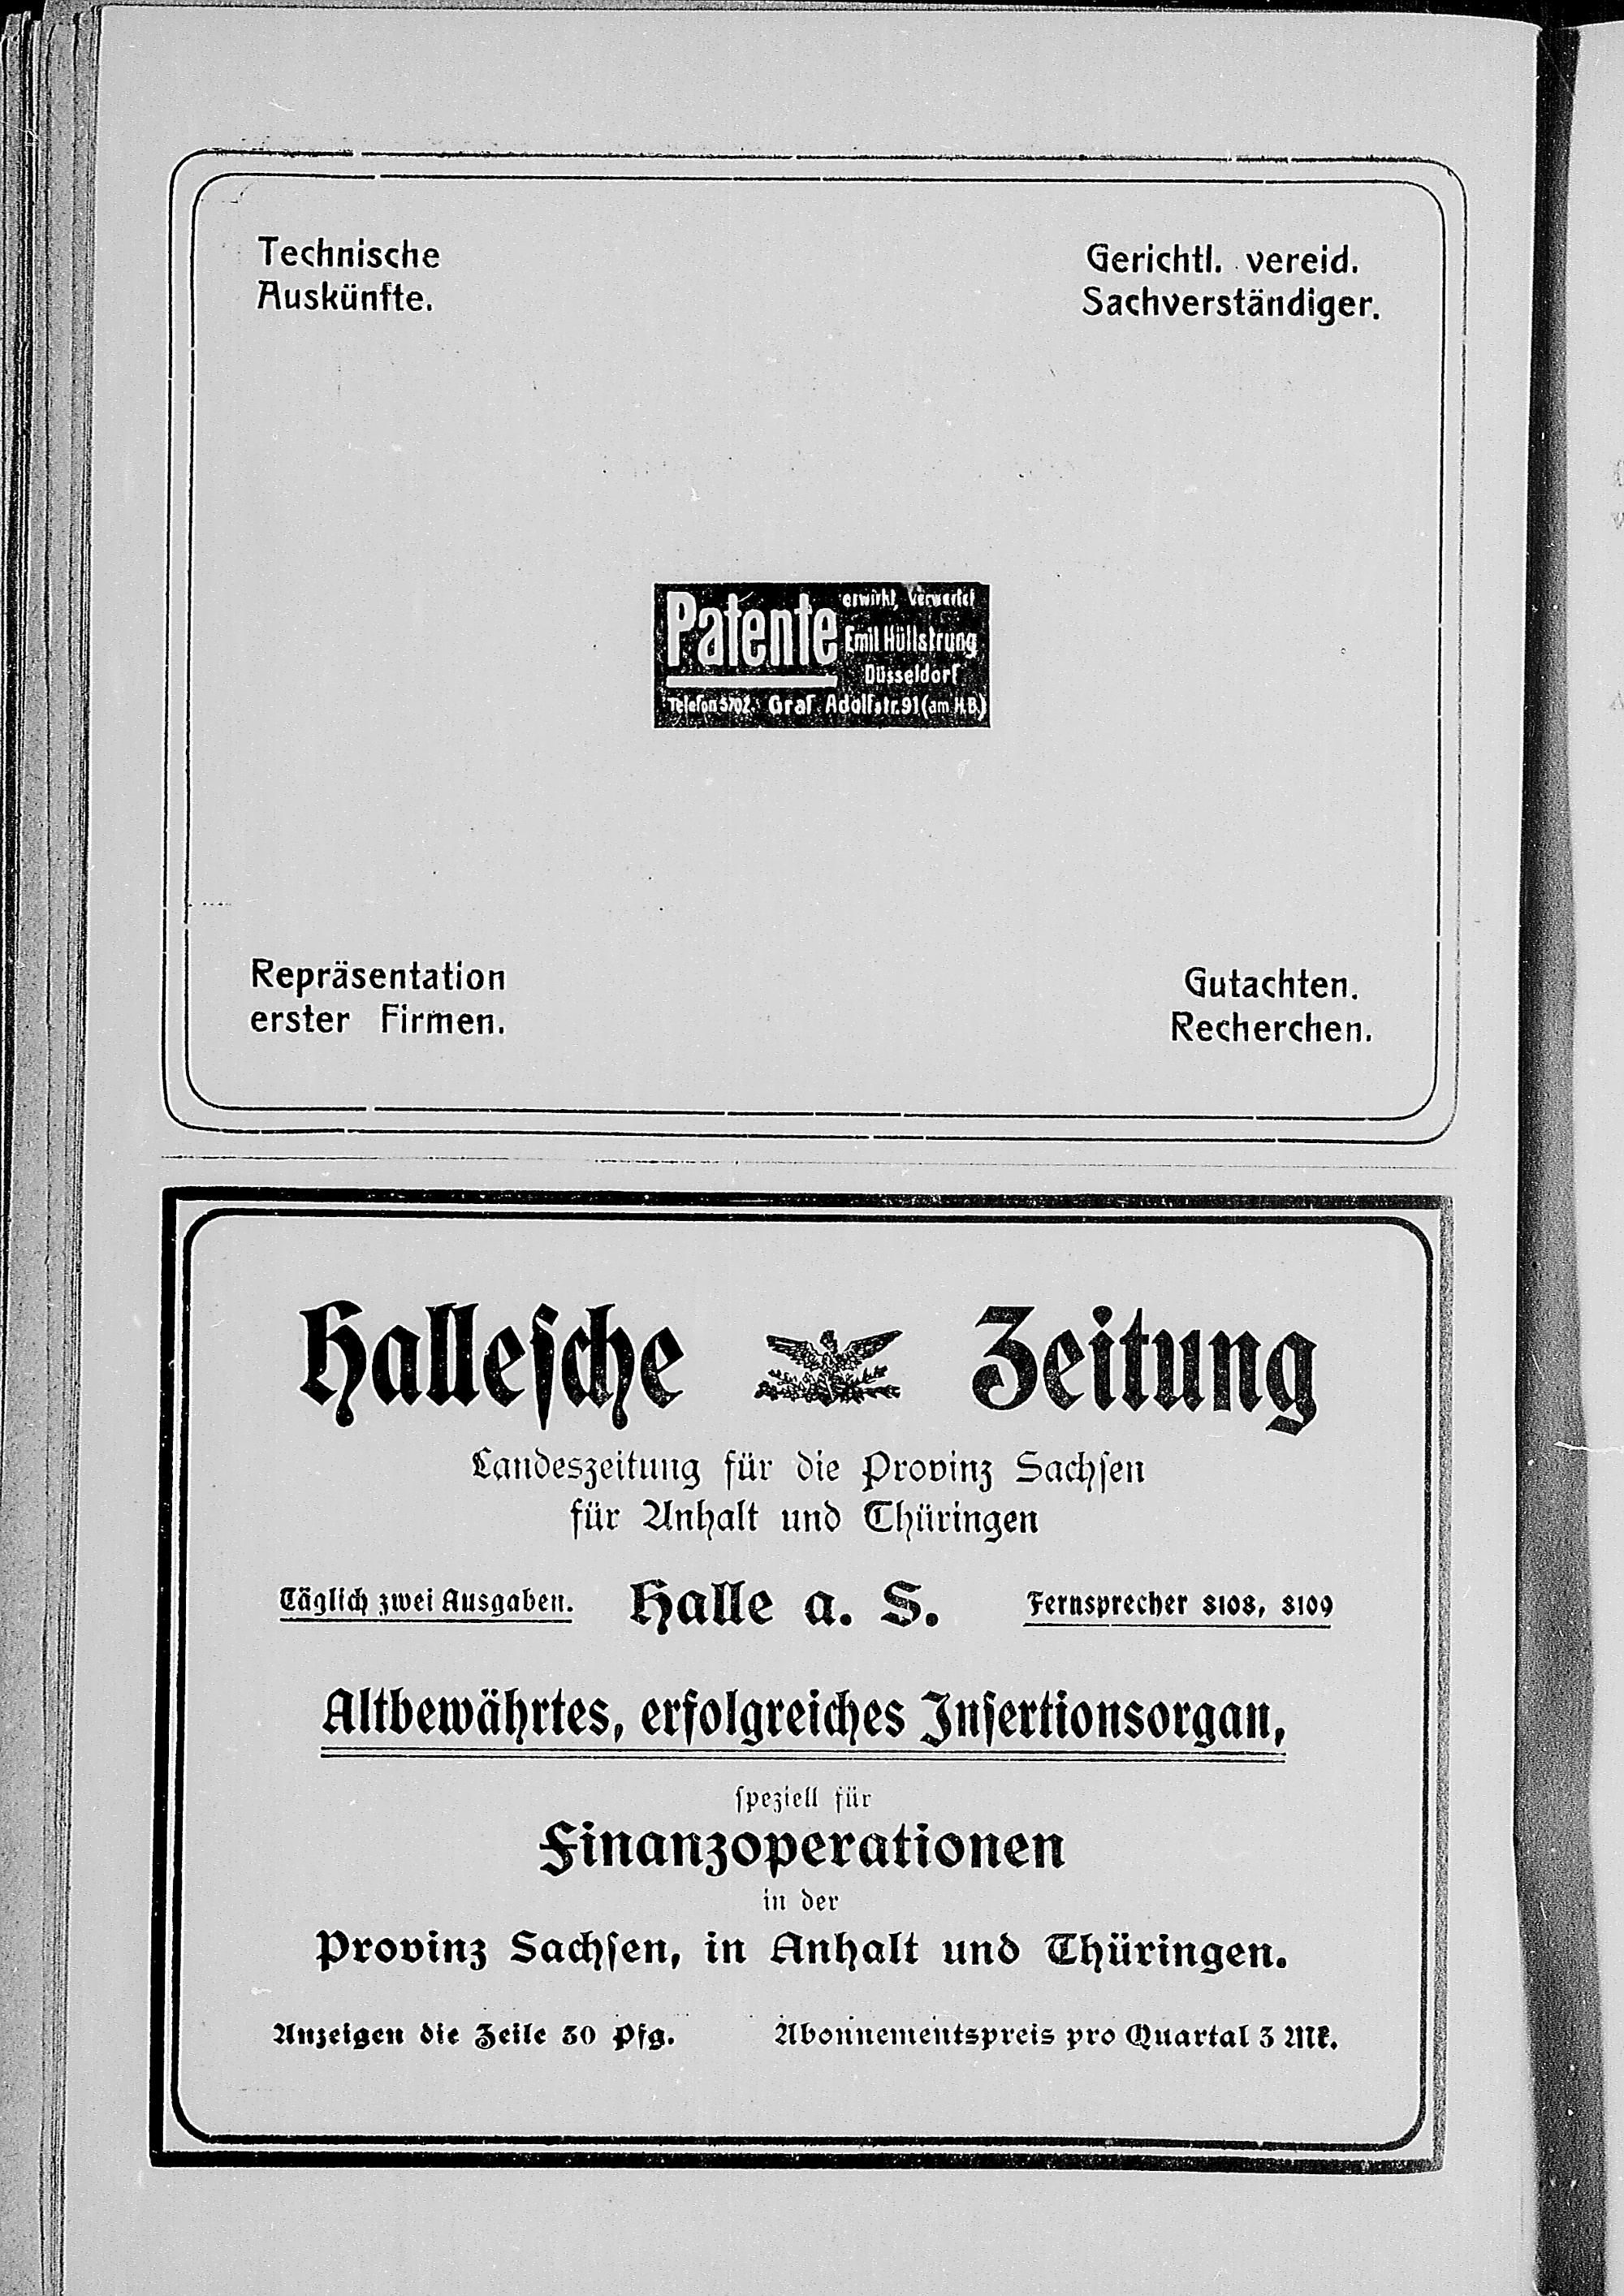 Technische
Auskünfte.
Gerichtl. vereid.
Sachverständiger.
Patente
erwirkt, Verwertet
Emil Hüllstrung
Düsseldorf
Telefon 5702. Graf Adolfstr. 91 (am H.B.)
Repräsentation
erster Firmen.
Gutachten.
Recherchen.
Hallesche Zeitung
Landeszeitung für die Provinz Sachsen
für Anhalt und Thüringen
Täglich zwei Ausgaben. Halle a. S. Fernsprecher 8108, 8109
Altbewährtes, erfolgreiches Insertionsorgan,
speziell für
Finanzoperationen
in der
Provinz Sachsen, in Anhalt und Thüringen.
Anzeigen die Zeile 30 Pfg. Abonnementspreis pro Quartal 3 Mk.